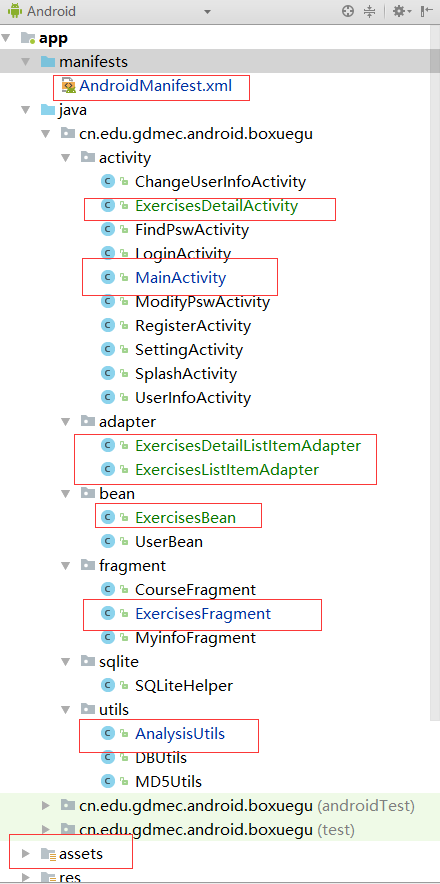 Android
app
manifests
AndroidManifest.xml
java
cn.edu.gdmec.android.boxuegu
activity
ChangeUserInfoActivity
ExercisesDetailActivity
FindPswActivity
LoginActivity
MainActivity
ModifyPswActivity
RegisterActivity
SettingActivity
SplashActivity
UserInfoActivity
adapter
ExercisesDetailListItemAdapter
ExercisesListItemAdapter
bean
ExercisesBean
UserBean
fragment
CourseFragment
ExercisesFragment
MyinfoFragment
sqlite
SQLiteHelper
utils
AnalysisUtils
DBUtils
MD5Utils
cn.edu.gdmec.android.boxuegu (androidTest)
cn.edu.gdmec.android.boxuegu (test)
assets
res